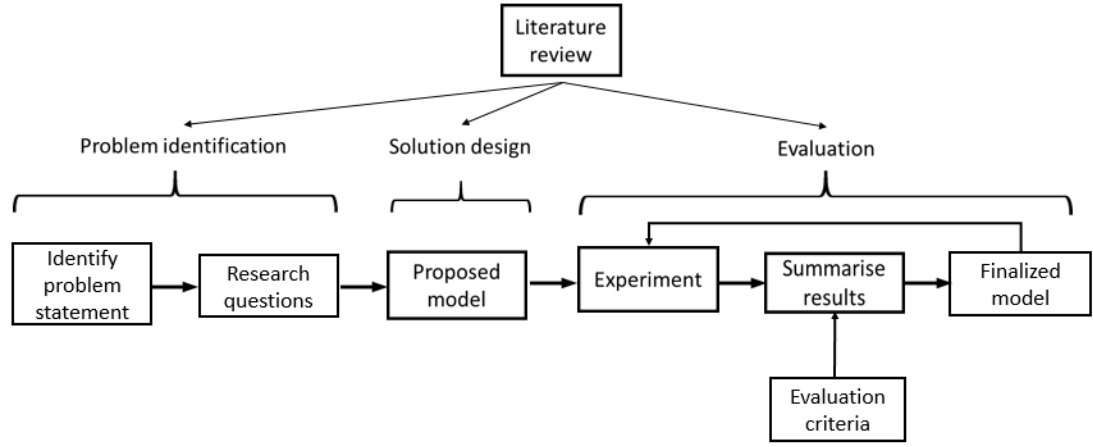 Literature
review
Problem identification
Solution design
Evaluation
Identify
problem
statement
Research
questions
Proposed
model
Experiment
Summarise
results
Finalized
model
Evaluation
criteria